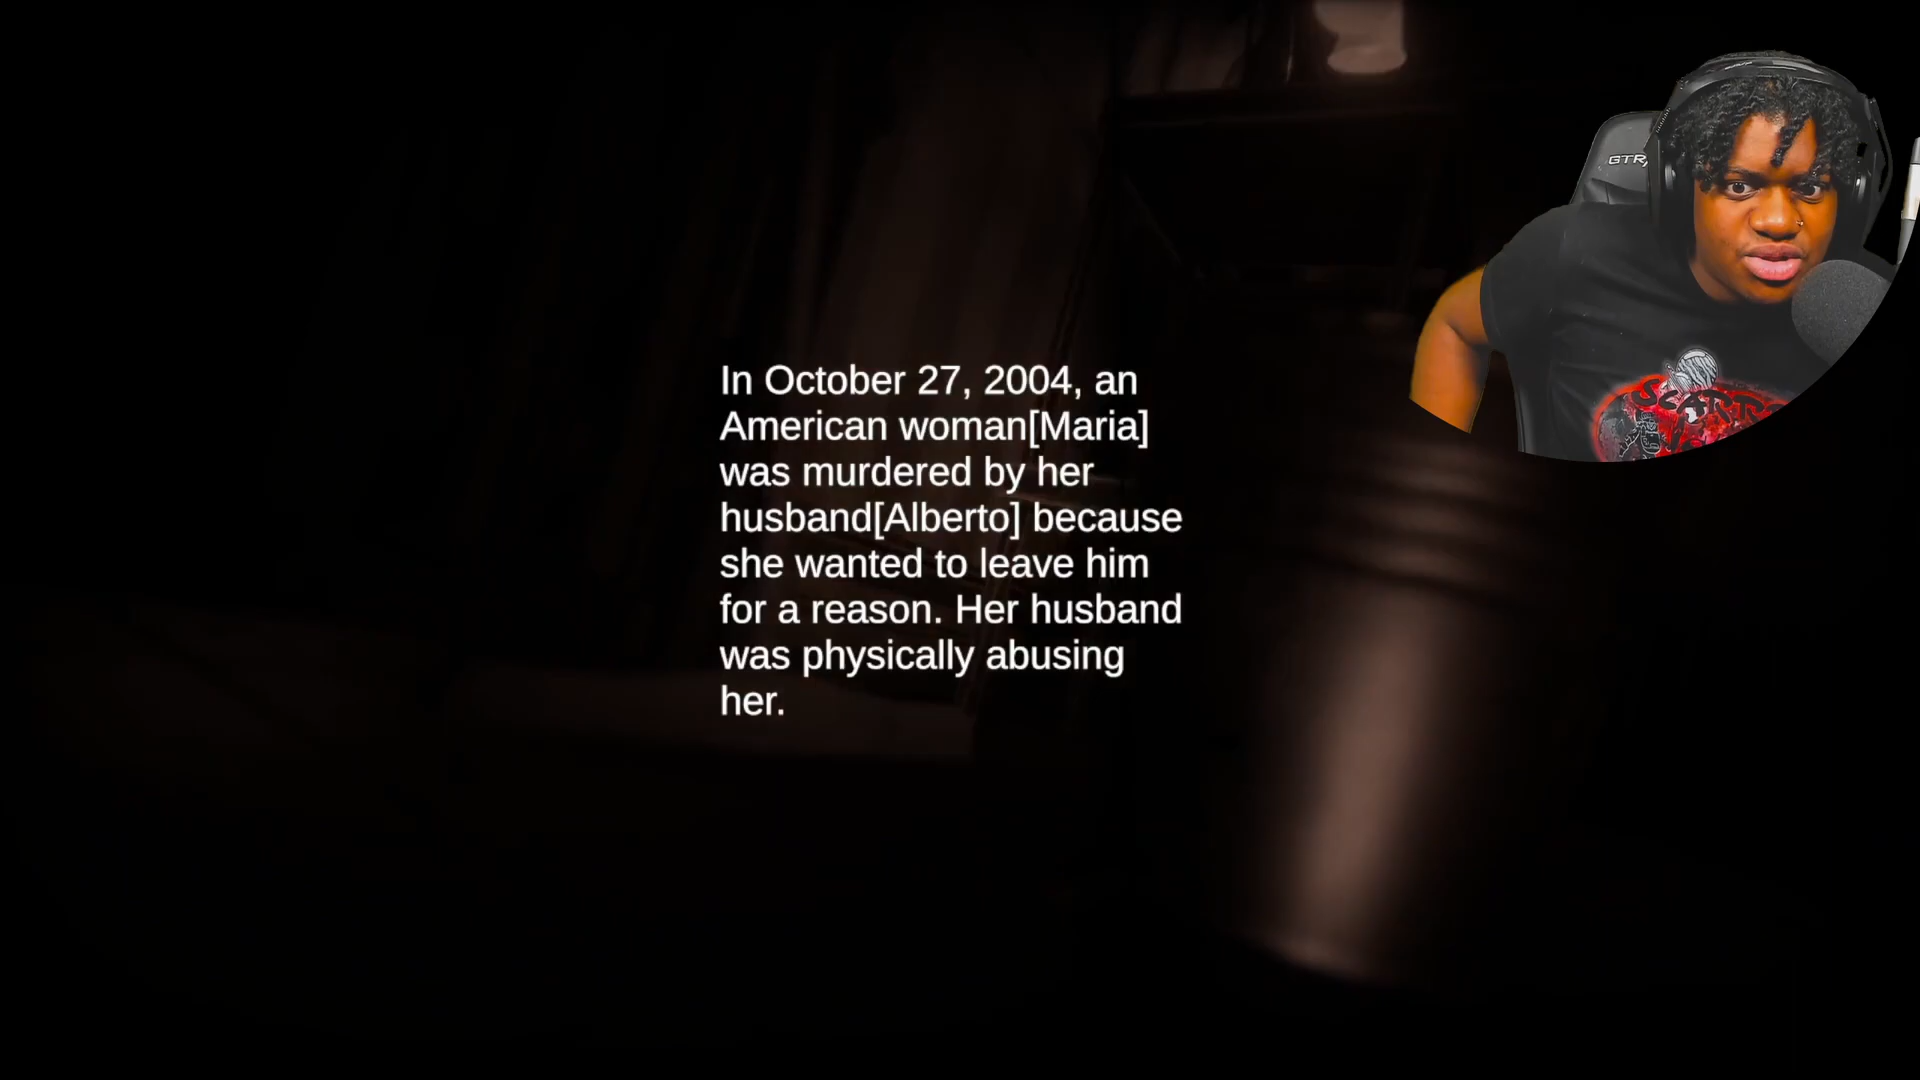 In October 27, 2004, an
American woman[Maria]
was murdered by her
husband[Alberto] because
she wanted to leave him
for a reason. Her husband
was physically abusing
her.
GTR